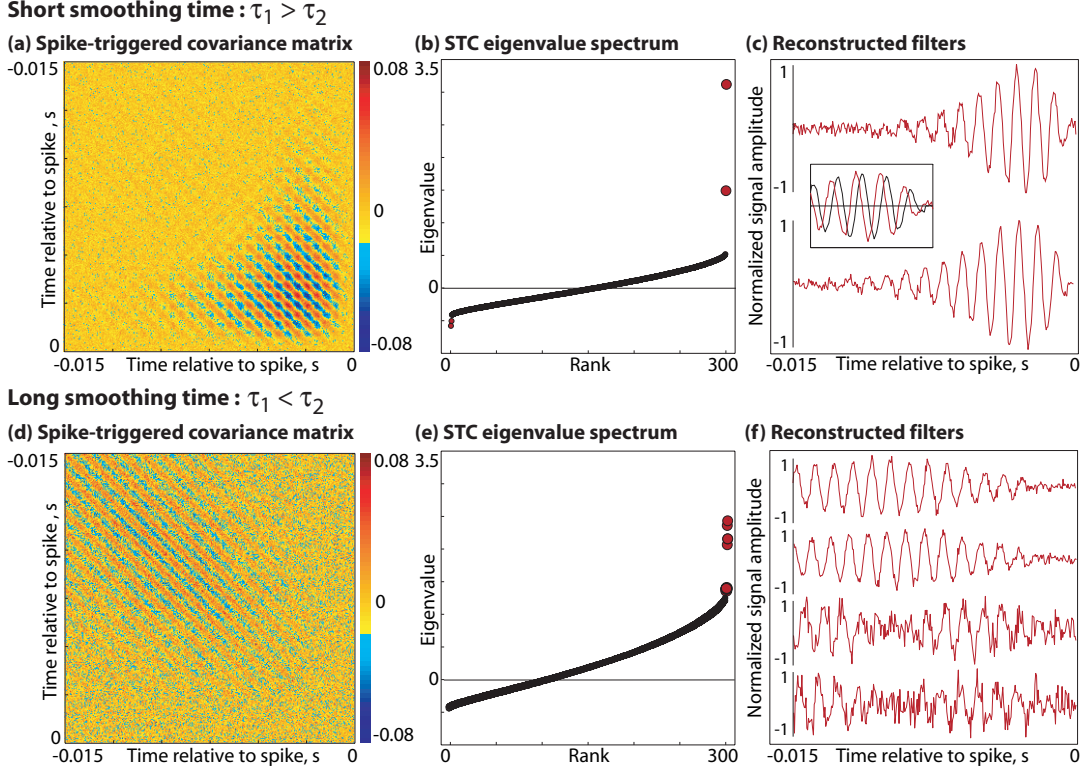 Short smoothing time : τ1 > τ2
(a) Spike-triggered covariance matrix
-0.015
Time relative to spike, s
0
-0.015
Time relative to spike, s
0
0.08
0
-0.08
(b) STC eigenvalue spectrum
3.5
Eigenvalue
0
0
Rank
300
(c) Reconstructed filters
Normalized signal amplitude
1
-1
1
-1
-0.015
Time relative to spike, s
0
Long smoothing time : τ1 < τ2
(d) Spike-triggered covariance matrix
-0.015
Time relative to spike, s
0
-0.015
Time relative to spike, s
0
0.08
0
-0.08
(e) STC eigenvalue spectrum
3.5
Eigenvalue
0
0
Rank
300
(f) Reconstructed filters
Normalized signal amplitude
1
-1
1
-1
1
-1
1
-1
-0.015
Time relative to spike, s
0